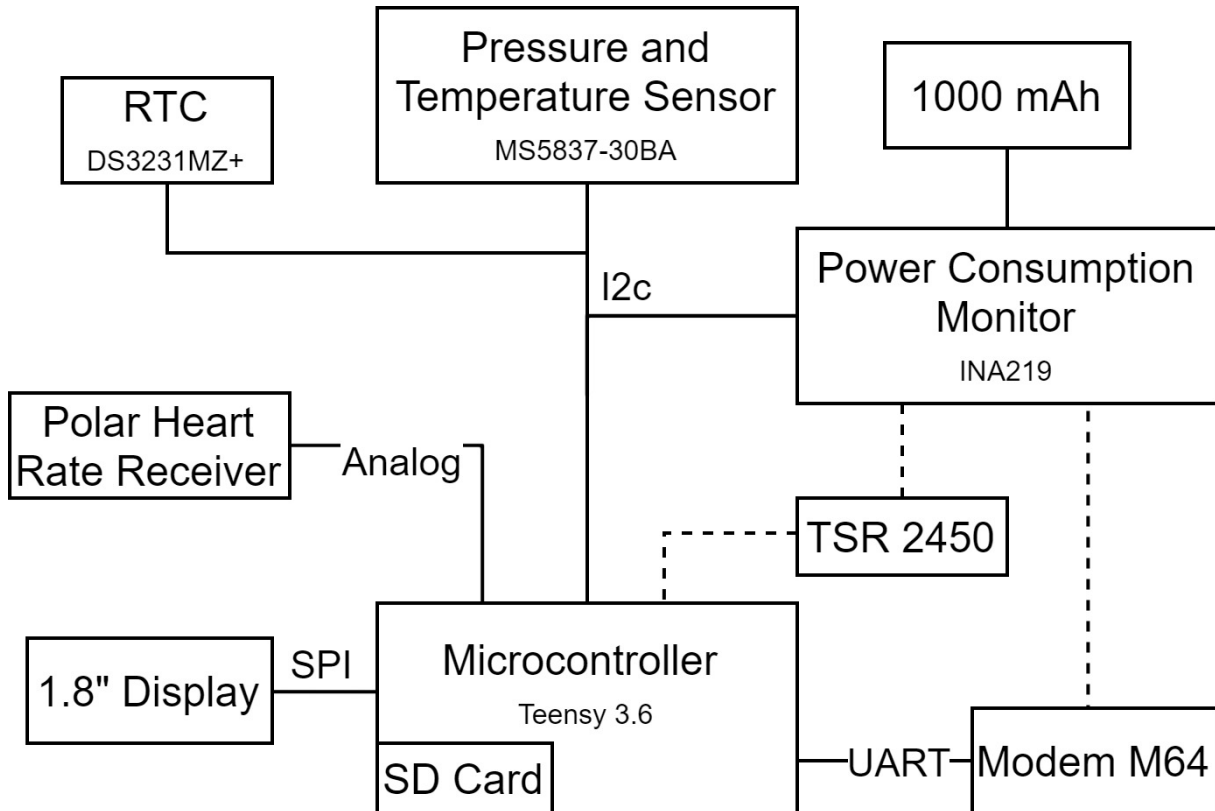 Pressure and
Temperature Sensor
MS5837-30BA
RTC
DS3231MZ+
1000 mAh
Power Consumption
Monitor
INA219
I2c
Polar Heart
Rate Receiver
Analog
TSR 2450
1.8" Display
SPI
Microcontroller
Teensy 3.6
SD Card
UART
Modem M64